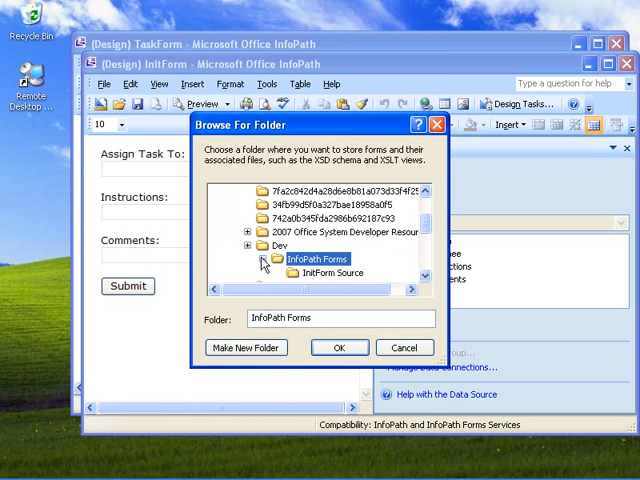 Recycle Bin
Remote
Desktop ...
(Design) TaskForm - Microsoft Office InfoPath
(Design) InitForm - Microsoft Office InfoPath
File Edit View Insert Format Tools Table Help
Type a question for help
Preview
Design Tasks...
10
Insert
Assign Task To:
Instructions:
Comments:
Submit
Browse For Folder
Choose a folder where you want to store forms and their
associated files, such as the XSD schema and XSLT views.
34fb99d5f0a327bae18958a0f5
742a0b345fda2986b692187c93
2007 Office System Developer Resour
Dev
InfoPath Forms
InitForm Source
Folder: InfoPath Forms
Make New Folder OK Cancel
Help with the Data Source
Compatibility: InfoPath and InfoPath Forms Services